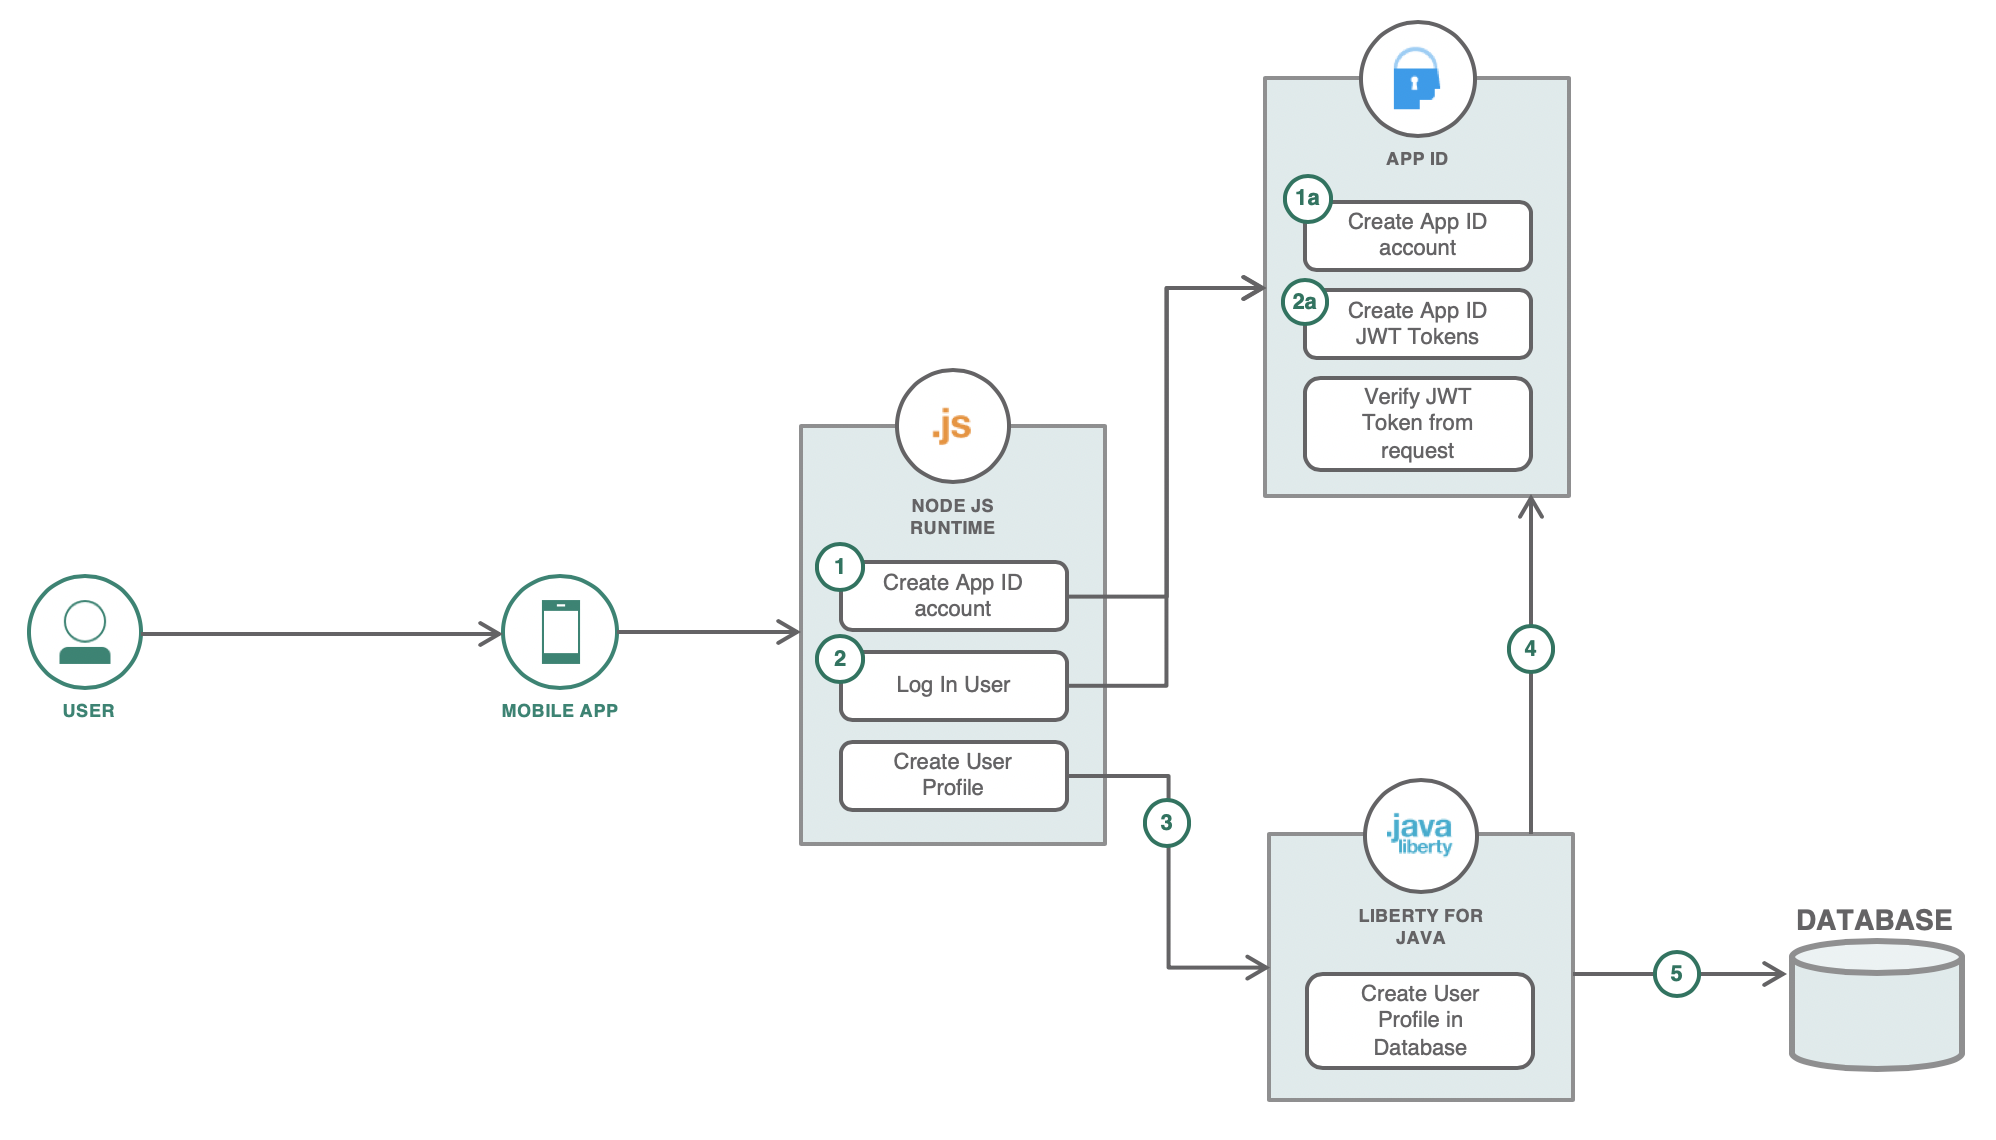 USER
MOBILE APP
.js
NODE JS
RUNTIME
1
Create App ID
account
2
Log In User
Create User
Profile
APP ID
1a
Create App ID
account
2a
Create App ID
JWT Tokens
Verify JWT
Token from
request
3
4
.java
liberty
LIBERTY FOR
JAVA
Create User
Profile in
Database
5
DATABASE